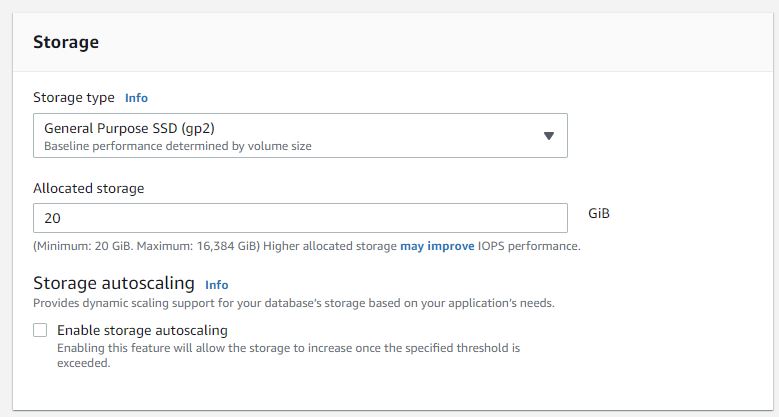 Storage
Storage type Info
General Purpose SSD (gp2)
Baseline performance determined by volume size
Allocated storage
20
GiB
(Minimum: 20 GiB. Maximum: 16,384 GiB) Higher allocated storage may improve IOPS performance.
Storage autoscaling Info
Provides dynamic scaling support for your database's storage based on your application's needs.
Enable storage autoscaling
Enabling this feature will allow the storage to increase once the specified threshold is
exceeded.